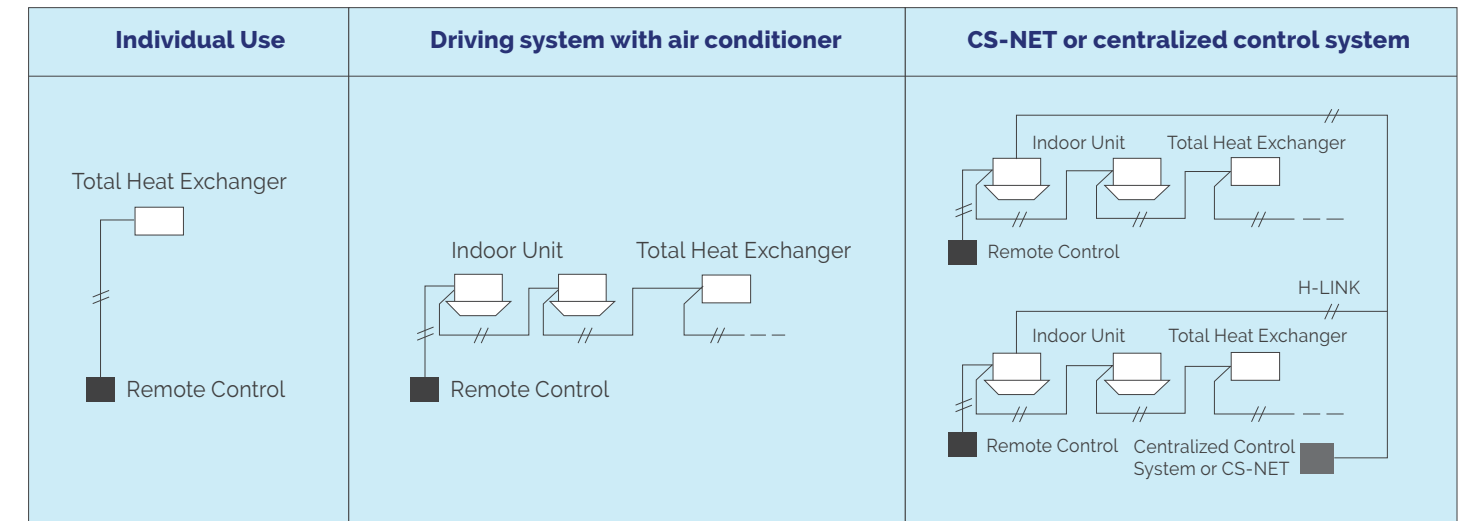 Individual Use
Driving system with air conditioner
CS-NET or centralized control system
Total Heat Exchanger
Remote Control
Indoor Unit
Total Heat Exchanger
Remote Control
Indoor Unit
Total Heat Exchanger
Remote Control
H-LINK
Indoor Unit
Total Heat Exchanger
Remote Control
Centralized Control
System or CS-NET